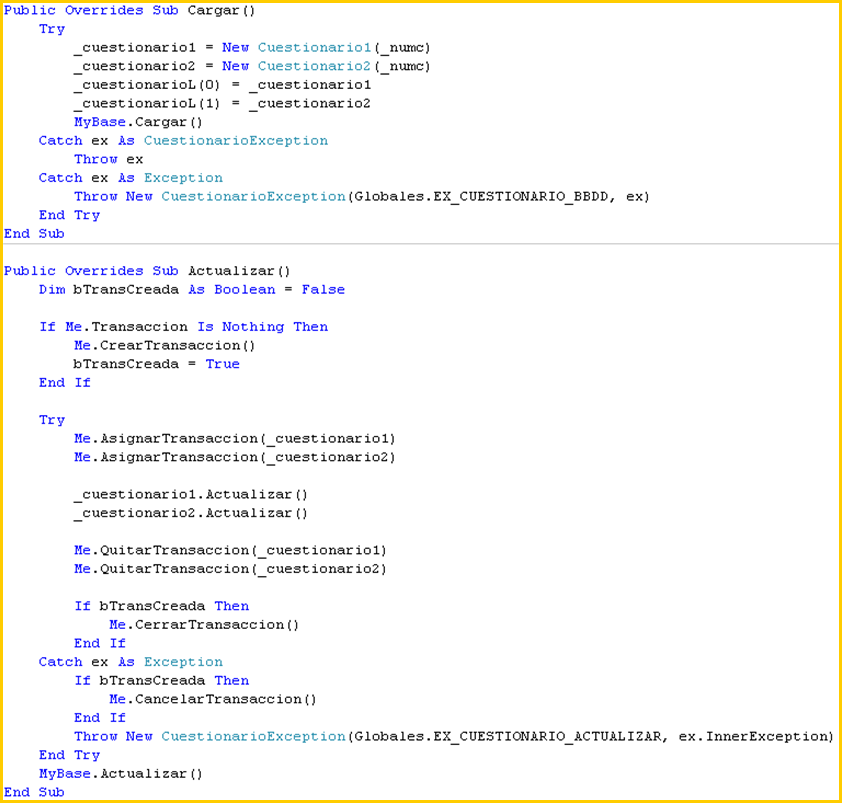 Public Overrides Sub Cargar()
    Try
        _cuestionario1 = New Cuestionario1(_numc)
        _cuestionario2 = New Cuestionario2(_numc)
        _cuestionarioL(0) = _cuestionario1
        _cuestionarioL(1) = _cuestionario2
        MyBase.Cargar()
    Catch ex As CuestionarioException
        Throw ex
    Catch ex As Exception
        Throw New CuestionarioException(Globales.EX_CUESTIONARIO_BBDD, ex)
    End Try
End Sub

Public Overrides Sub Actualizar()
    Dim bTransCreada As Boolean = False

    If Me.Transaccion Is Nothing Then
        Me.CrearTransaccion()
        bTransCreada = True
    End If

    Try
        Me.AsignarTransaccion(_cuestionario1)
        Me.AsignarTransaccion(_cuestionario2)

        _cuestionario1.Actualizar()
        _cuestionario2.Actualizar()

        Me.QuitarTransaccion(_cuestionario1)
        Me.QuitarTransaccion(_cuestionario2)

        If bTransCreada Then
            Me.CerrarTransaccion()
        End If
    Catch ex As Exception
        If bTransCreada Then
            Me.CancelarTransaccion()
        End If
        Throw New CuestionarioException(Globales.EX_CUESTIONARIO_ACTUALIZAR, ex.InnerException)
    End Try
    MyBase.Actualizar()
End Sub